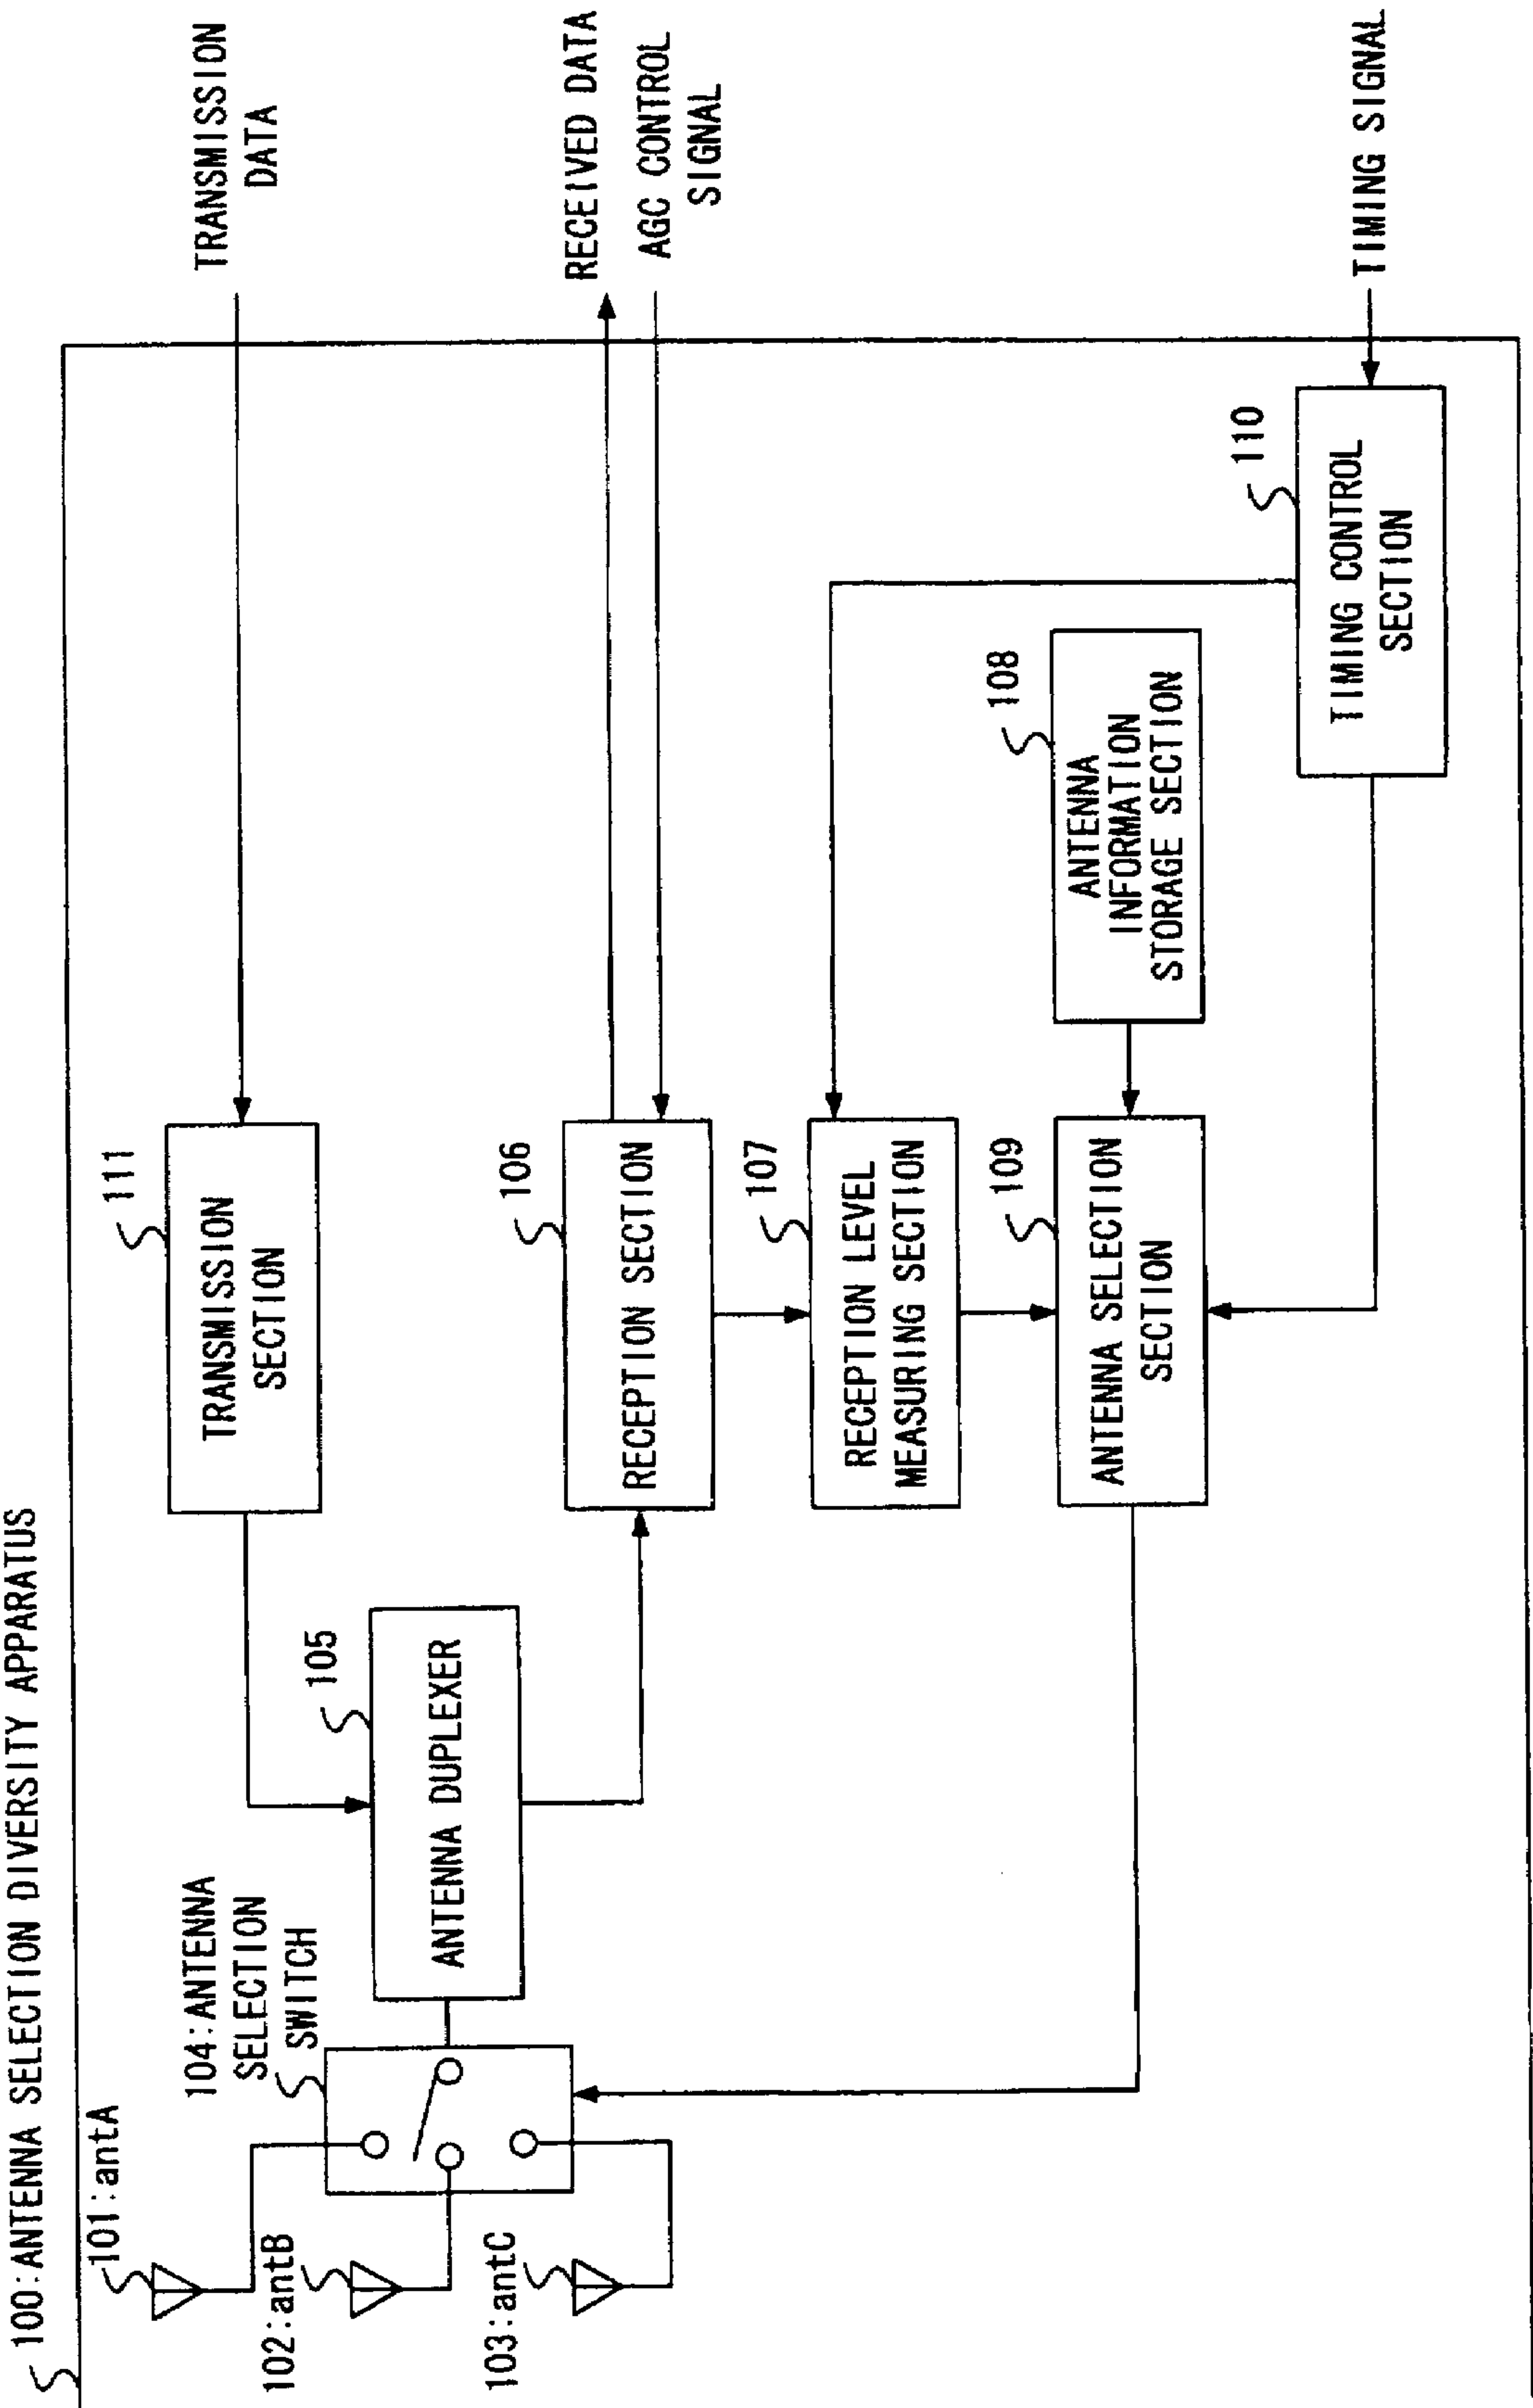 100:ANTENNA SELECTION DIVERSITY APPARATUS
101:antA
102:antB
103:antC
104:ANTENNA
SELECTION
SWITCH
105
ANTENNA DUPLEXER
111
TRANSMISSION
SECTION
TRANSMISSION
DATA
106
RECEPTION SECTION
RECEIVED DATA
AGC CONTROL
SIGNAL
107
RECEPTION LEVEL
MEASURING SECTION
108
ANTENNA
INFORMATION
STORAGE SECTION
109
ANTENNA SELECTION
SECTION
110
TIMING CONTROL
SECTION
TIMING SIGNAL